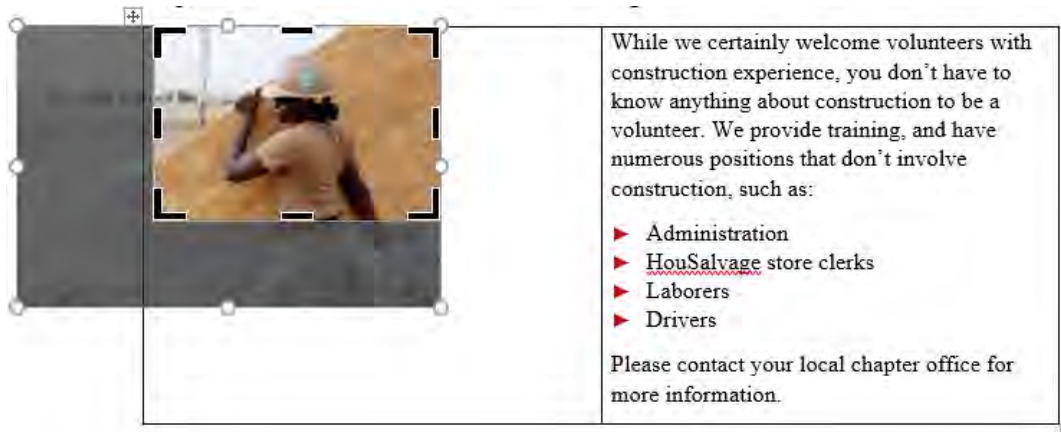 While we certainly welcome volunteers with
construction experience, you don’t have to
know anything about construction to be a
volunteer. We provide training, and have
numerous positions that don’t involve
construction, such as:
► Administration
► HouSalvage store clerks
► Laborers
► Drivers
Please contact your local chapter office for
more information.